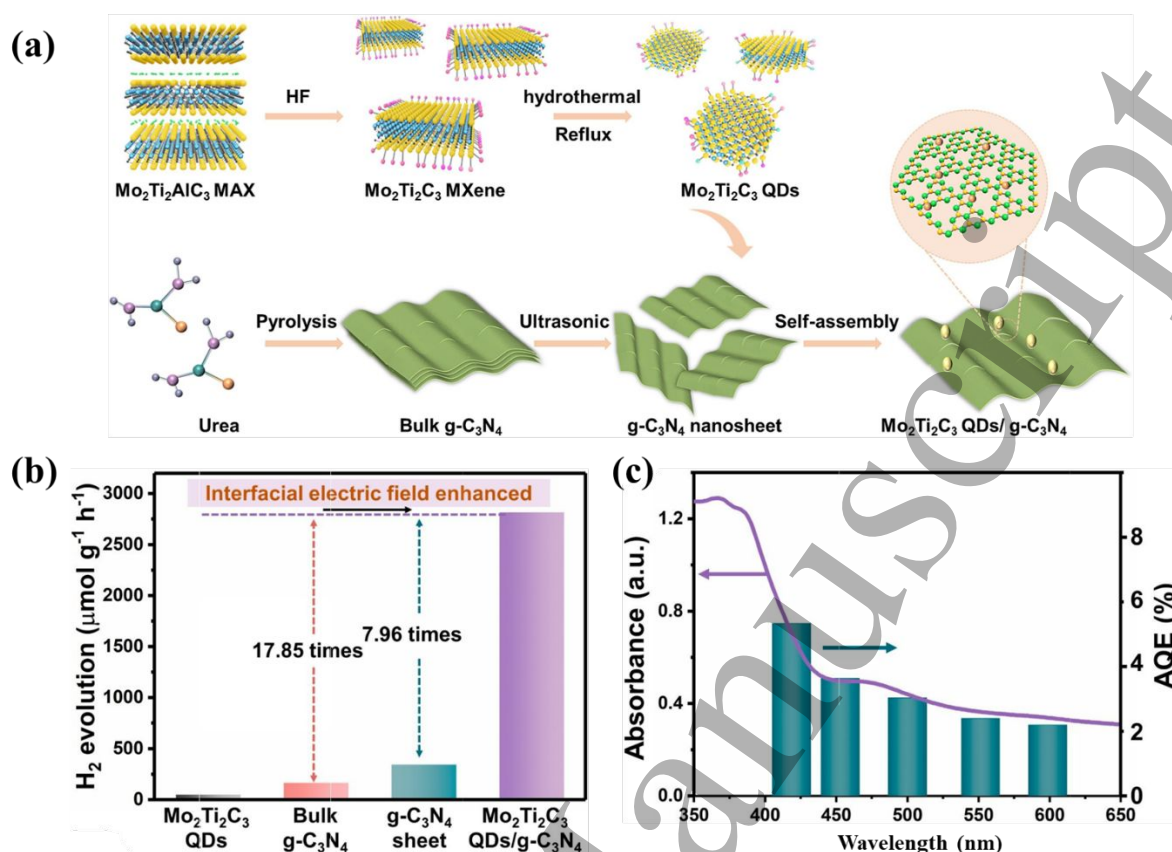 (a)
HF
hydrothermal
Reflux
Mo₂Ti₂AlC₃ MAX
Mo₂Ti₂C₃ MXene
Mo₂Ti₂C₃ QDs
Pyrolysis
Ultrasonic
Self-assembly
Urea
Bulk g-C₃N₄
g-C₃N₄ nanosheet
Mo₂Ti₂C₃ QDs/ g-C₃N₄
(b)
H₂ evolution (μmol g⁻¹ h⁻¹)
3000
2500
2000
1500
1000
500
0
Interfacial electric field enhanced
17.85 times
7.96 times
Mo₂Ti₂C₃
QDs
Bulk
g-C₃N₄
g-C₃N₄
sheet
Mo₂Ti₂C₃
QDs/g-C₃N₄
(c)
Absorbance (a.u.)
1.2
0.8
0.4
0.0
8
6
4
2
0
AQE (%)
350 400 450 500 550 600 650
Wavelength (nm)
anuscript